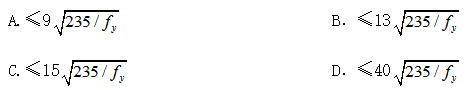 A. ≤9√(235/f_y)    B. ≤13√(235/f_y)
C. ≤15√(235/f_y)    D. ≤40√(235/f_y)